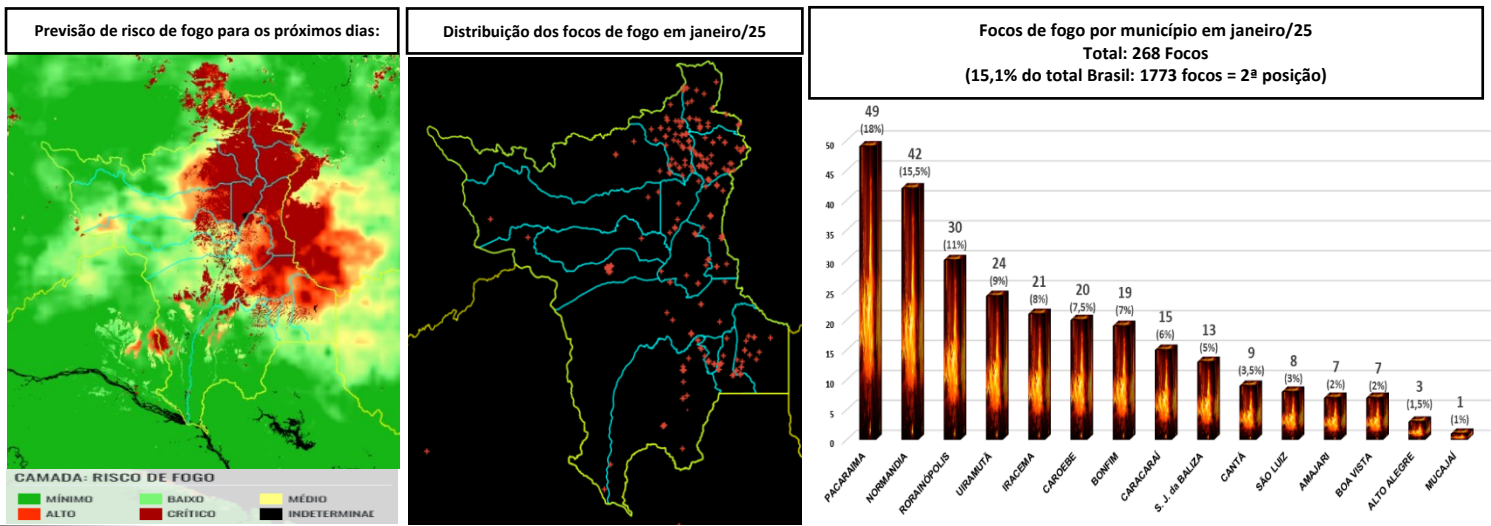 Previsão de risco de fogo para os próximos dias:
CAMADA: RISCO DE FOGO
MÍNIMO
BAIXO
MÉDIO
ALTO
CRÍTICO
INDETERMINAD
Distribuição dos focos de fogo em janeiro/25
Focos de fogo por município em janeiro/25
Total: 268 Focos
(15,1% do total Brasil: 1773 focos = 2ª posição)
50
45
40
35
30
25
20
15
10
5
0
49
(18%)
42
(15,5%)
30
(11%)
24
(9%)
21
(8%)
20
(7,5%)
19
(7%)
15
(6%)
13
(5%)
9
(3,5%)
8
(3%)
7
(2%)
7
(2%)
3
(1,5%)
1
(1%)
PACARAIMA
NORMANDIA
RORAINÓPOLIS
UIRAMUTÃ
IRACEMA
CAROEBE
BONFIM
CARACARAÍ
S. J. da BALIZA
CANTÁ
SÃO LUIZ
AMAJARI
BOA VISTA
ALTO ALEGRE
MUCAJAÍ